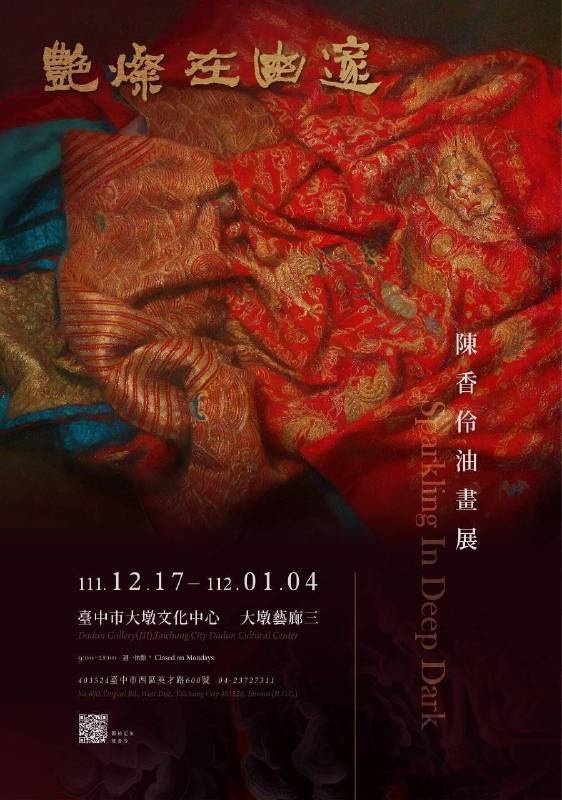 艷燦在幽邃
陳香伶油畫展
Sparkling In Deep Dark
111.12.17– 112.01.04
臺中市大墩文化中心 大墩藝廊三
Dadun Gallery(III),Taichung City Dadun Cultural Center
9:00~21:00 週一休館・Closed on Mondays
403524臺中市西區英才路600號 04-23727311
No.600, Yingcai Rd., West Dist., Taichung City 403524, Taiwan (R.O.C.)